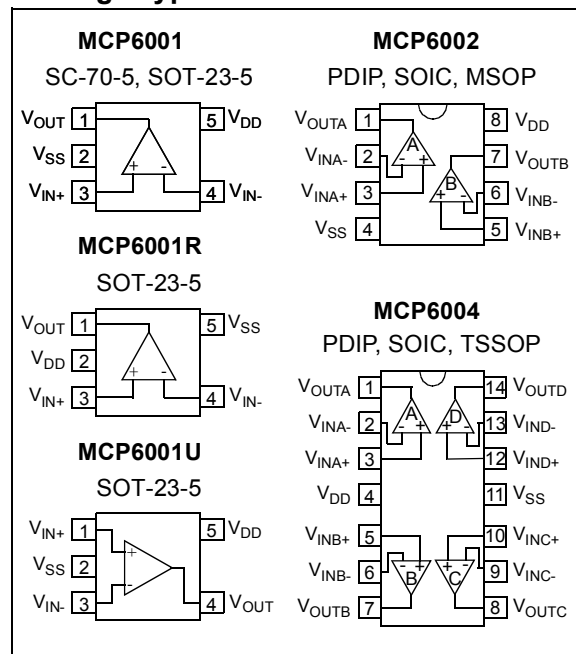 MCP6001
SC-70-5, SOT-23-5
VOUT 1 5 VDD
VSS 2
VIN+ 3 4 VIN-
+ -
MCP6001R
SOT-23-5
VOUT 1 5 VSS
VDD 2
VIN+ 3 4 VIN-
+ -
MCP6001U
SOT-23-5
VIN+ 1 5 VDD
+
VSS 2
-
VIN- 3 4 VOUT
MCP6002
PDIP, SOIC, MSOP
VOUTA 1 8 VDD
A
VINA- 2 - + 7 VOUTB
B
VINA+ 3 + - 6 VINB-
VSS 4 5 VINB+
MCP6004
PDIP, SOIC, TSSOP
VOUTA 1 14 VOUTD
A D
VINA- 2 - + + - 13 VIND-
VINA+ 3 12 VIND+
VDD 4 11 VSS
VINB+ 5 10 VINC+
VINB- 6 - + + - 9 VINC-
B C
VOUTB 7 8 VOUTC